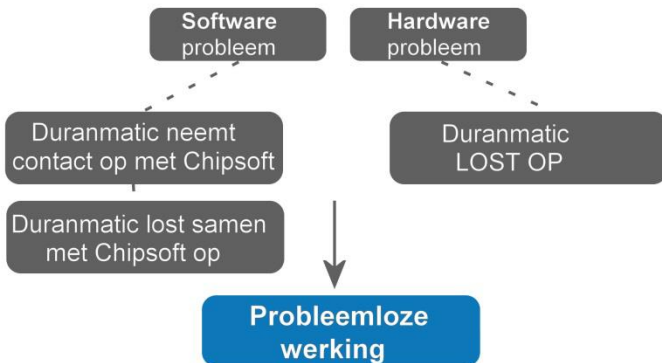 Software
probleem
Hardware
probleem
Duranmatic neemt
contact op met Chipsoft
Duranmatic
LOST OP
Duranmatic lost samen
met Chipsoft op
Probleemloze
werking